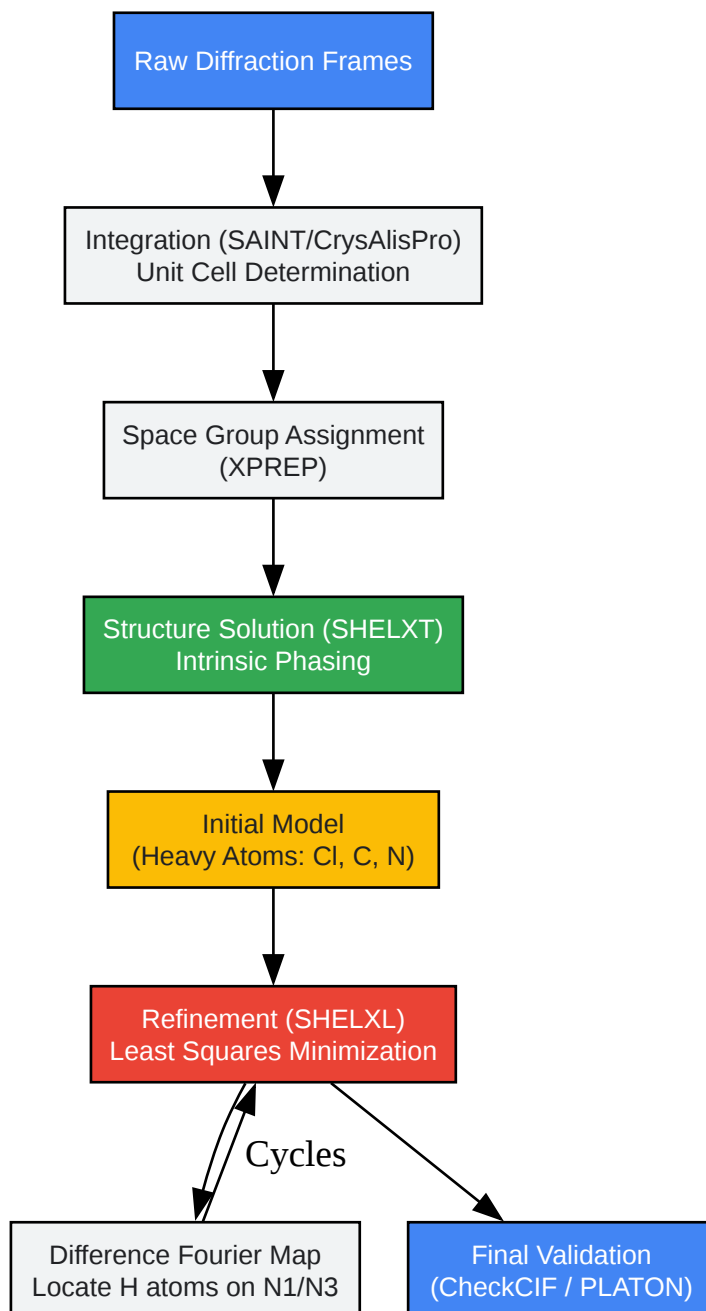 Raw Diffraction Frames
Integration (SAINT/CrysAlisPro)
Unit Cell Determination
Space Group Assignment
(XPREP)
Structure Solution (SHELXT)
Intrinsic Phasing
Initial Model
(Heavy Atoms: Cl, C, N)
Refinement (SHELXL)
Least Squares Minimization
Cycles
Difference Fourier Map
Locate H atoms on N1/N3
Final Validation
(CheckCIF / PLATON)